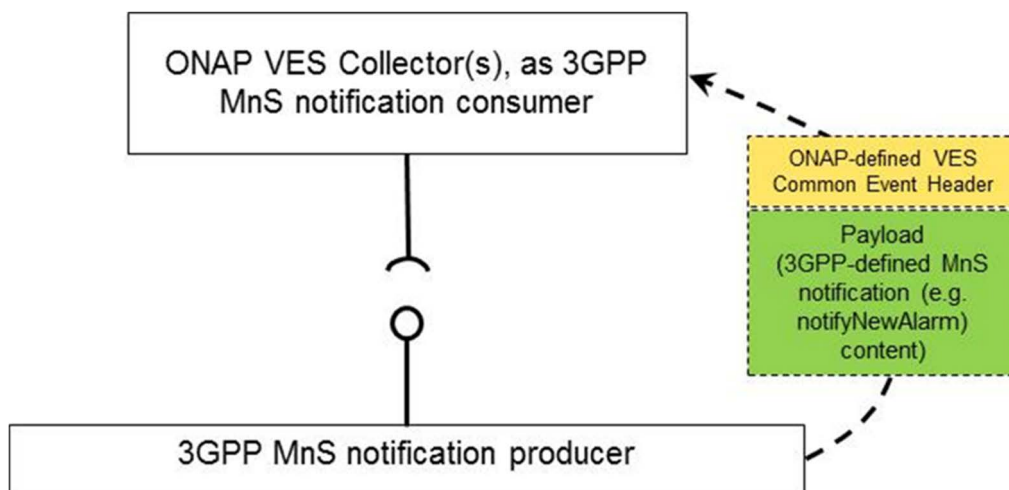 ONAP VES Collector(s), as 3GPP
MnS notification consumer
ONAP-defined VES
Common Event Header
Payload
(3GPP-defined MnS
notification (e.g.
notifyNewAlarm)
content)
3GPP MnS notification producer